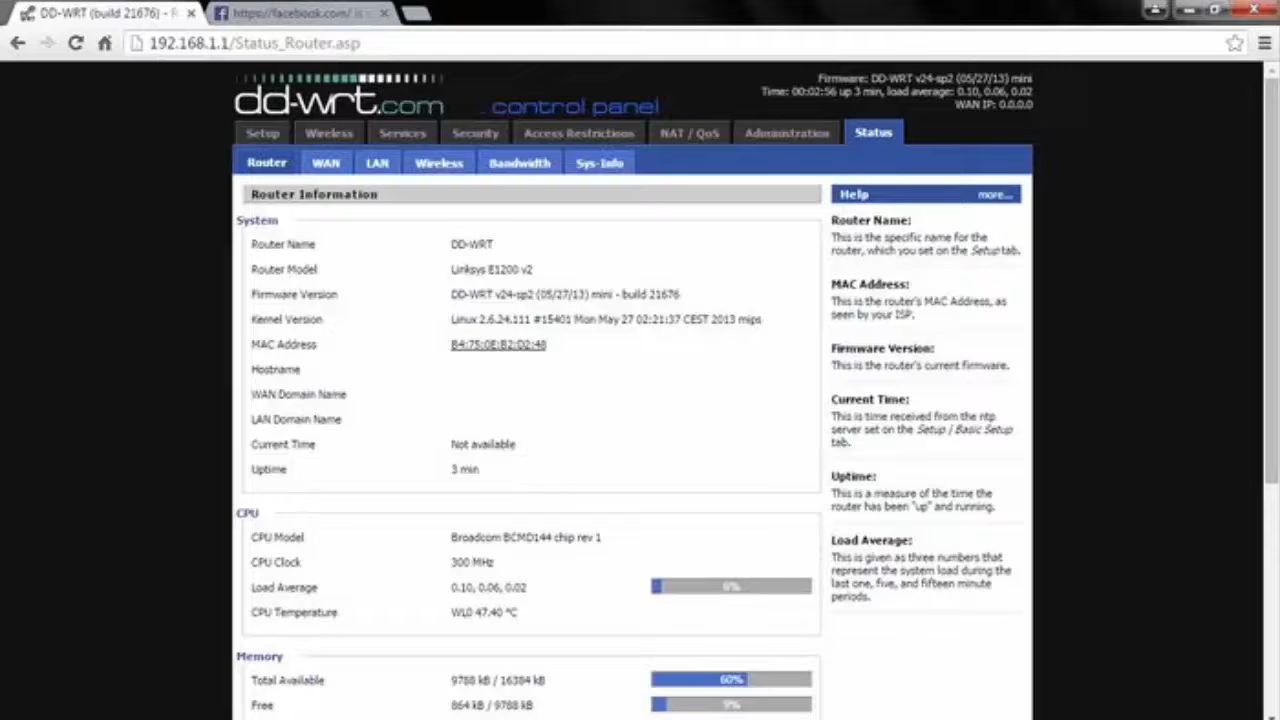 DD-WRT (build 21676) - R
https://facebook.com/ is
192.168.1.1/Status_Router.asp
dd-wrt.com
... control panel
Firmware: DD-WRT v24-sp2 (05/27/13) mini
Time: 00:02:56 up 3 min, load average: 0.10, 0.06, 0.02
WAN IP: 0.0.0.0
Setup Wireless Services Security Access Restrictions NAT / QoS Administration Status
Router WAN LAN Wireless Bandwidth Sys-Info
Router Information
System
Router Name DD-WRT
Router Model Linksys E1200 v2
Firmware Version DD-WRT v24-sp2 (05/27/13) mini - build 21676
Kernel Version Linux 2.6.24.111 #15401 Mon May 27 02:21:37 CEST 2013 mips
MAC Address B4:75:0E:B2:D2:48
Hostname
WAN Domain Name
LAN Domain Name
Current Time Not available
Uptime 3 min
CPU
CPU Model Broadcom BCMD144 chip rev 1
CPU Clock 300 MHz
Load Average 0.10, 0.06, 0.02 6%
CPU Temperature WL0 47.40 °C
Memory
Total Available 9788 kB / 16384 kB 60%
Free 864 kB / 9788 kB 9%
Help more...
Router Name:
This is the specific name for the
router, which you set on the Setup tab.
MAC Address:
This is the router's MAC Address, as
seen by your ISP.
Firmware Version:
This is the router's current firmware.
Current Time:
This is time received from the ntp
server set on the Setup / Basic Setup
tab.
Uptime:
This is a measure of the time the
router has been "up" and running.
Load Average:
This is given as three numbers that
represent the system load during the
last one, five, and fifteen minute
periods.